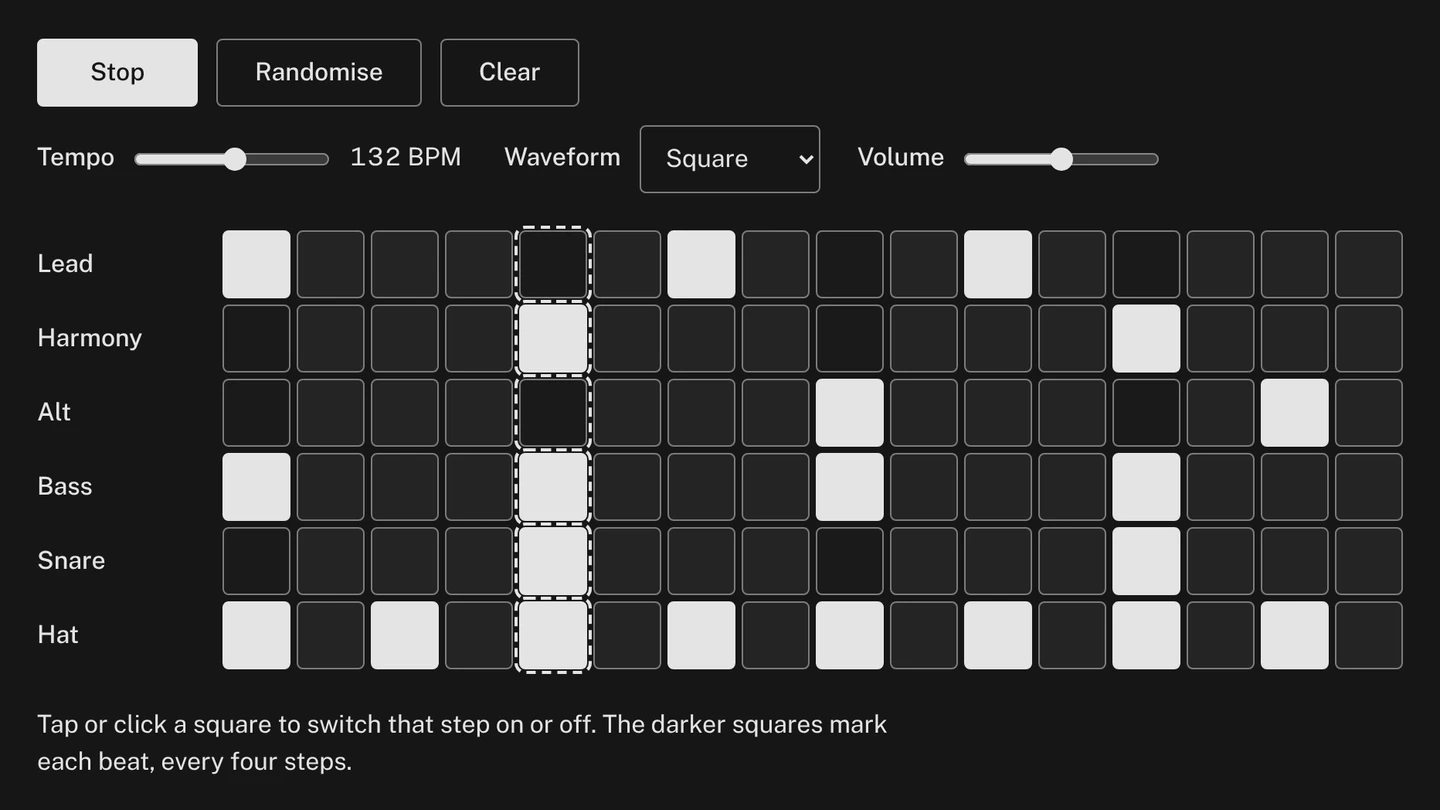 Stop Randomise Clear
Tempo 132 BPM Waveform Square Volume
Lead
Harmony
Alt
Bass
Snare
Hat
Tap or click a square to switch that step on or off. The darker squares mark
each beat, every four steps.